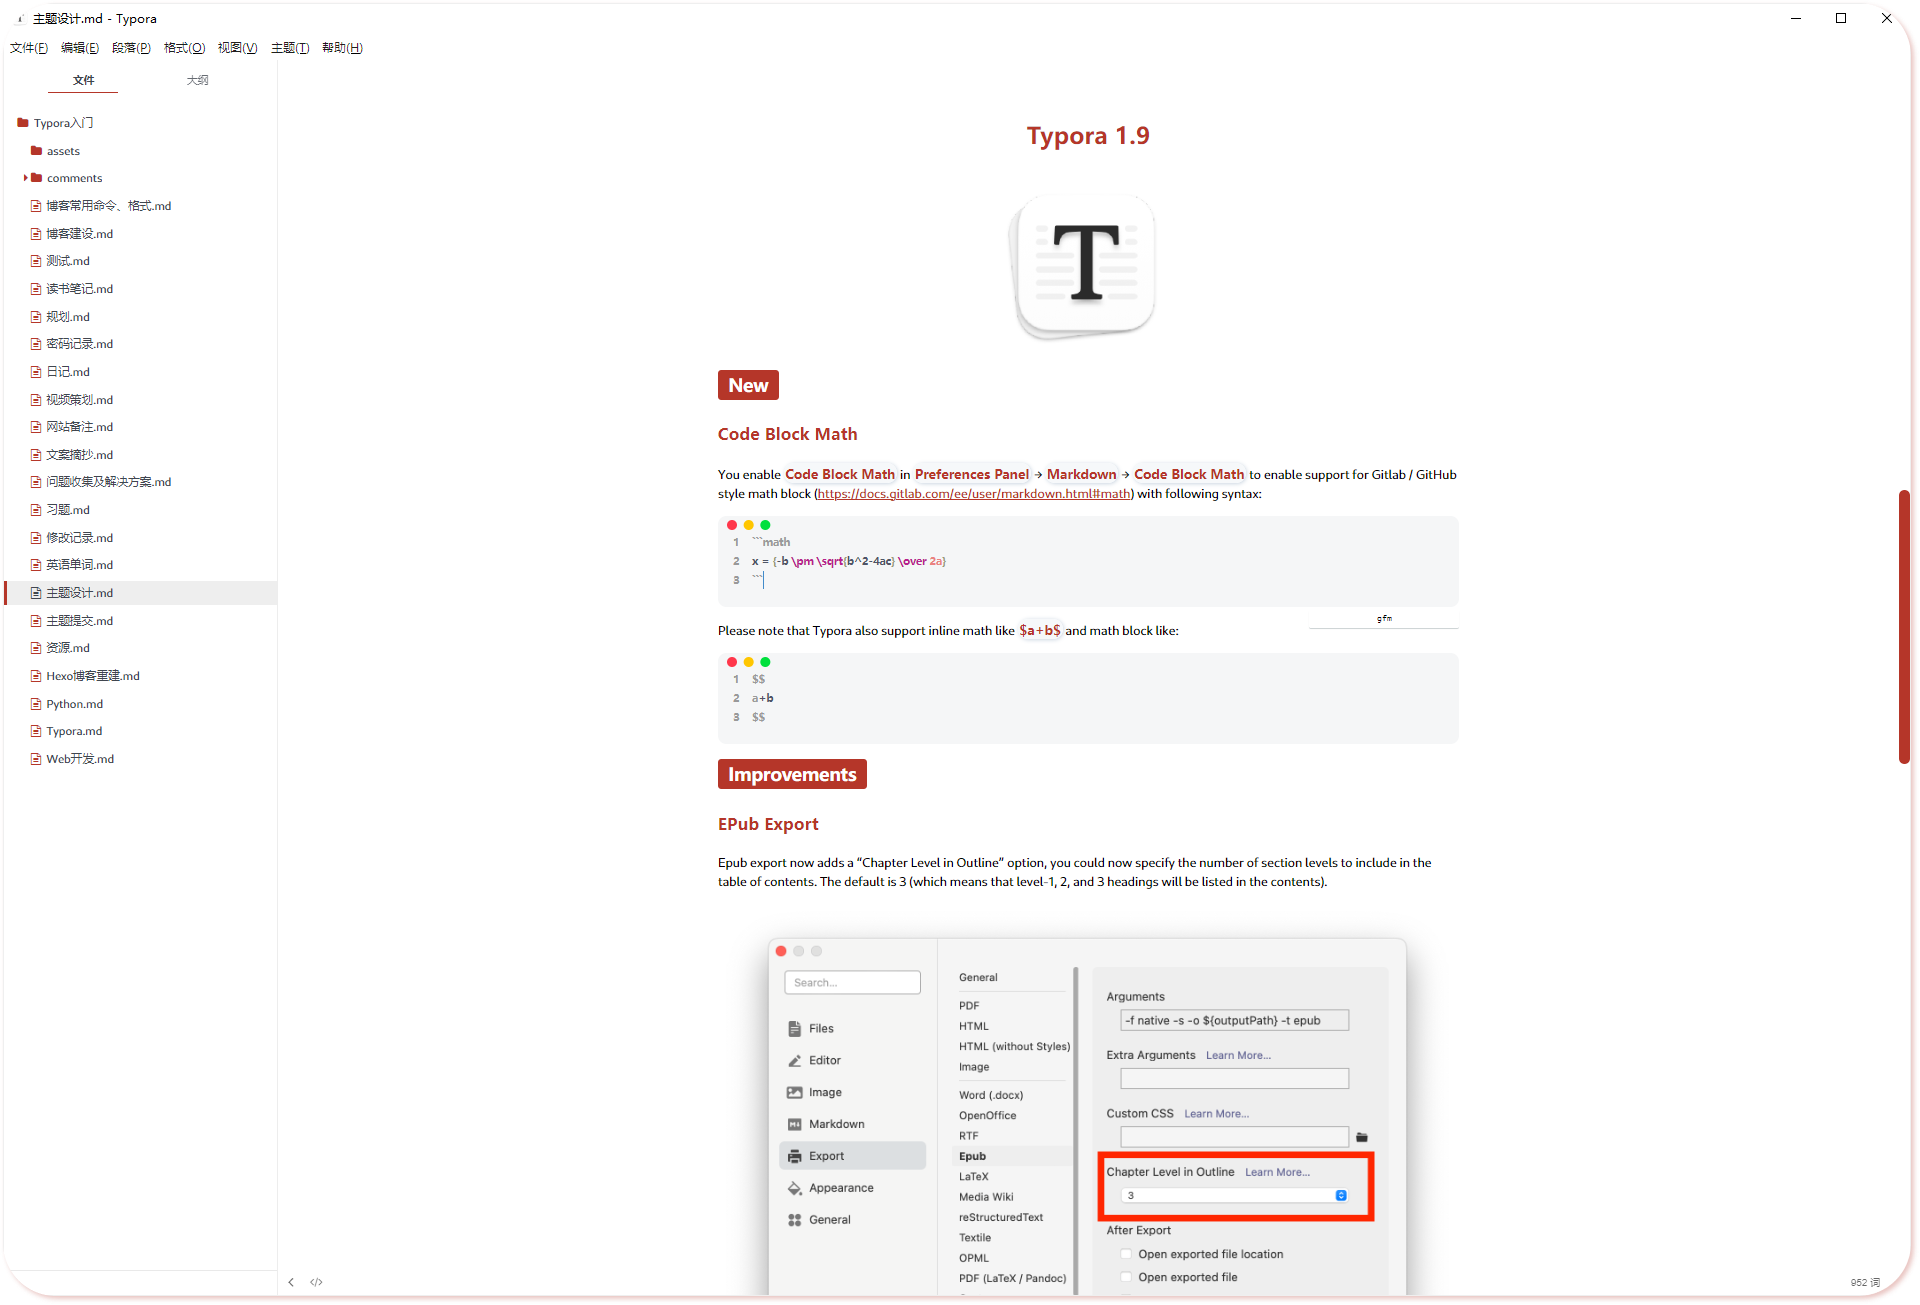 主题设计.md - Typora
文件(F) 编辑(E) 段落(P) 格式(O) 视图(V) 主题(T) 帮助(H)
文件 大纲
Typora入门
assets
comments
博客常用命令、格式.md
博客建设.md
测试.md
读书笔记.md
规划.md
密码记录.md
日记.md
视频策划.md
网站备注.md
文案摘抄.md
问题收集及解决方案.md
习题.md
修改记录.md
英语单词.md
主题设计.md
主题提交.md
资源.md
Hexo博客重建.md
Python.md
Typora.md
Web开发.md
Typora 1.9
T
New
Code Block Math
You enable Code Block Math in Preferences Panel → Markdown → Code Block Math to enable support for Gitlab / GitHub
style math block (https://docs.gitlab.com/ee/user/markdown.html#math) with following syntax:
1 ```math
2 x = {-b \pm \sqrt{b^2-4ac} \over 2a}
3 ```
gfm
Please note that Typora also support inline math like $a+b$ and math block like:
1 $$
2 a+b
3 $$
Improvements
EPub Export
Epub export now adds a “Chapter Level in Outline” option, you could now specify the number of section levels to include in the
table of contents. The default is 3 (which means that level-1, 2, and 3 headings will be listed in the contents).
Search...
Files
Editor
Image
Markdown
Export
Appearance
General
General
PDF
HTML
HTML (without Styles)
Image
Word (.docx)
OpenOffice
RTF
Epub
LaTeX
Media Wiki
reStructuredText
Textile
OPML
PDF (LaTeX / Pandoc)
Arguments
-f native -s -o ${outputPath} -t epub
Extra Arguments Learn More...
Custom CSS Learn More...
Chapter Level in Outline Learn More...
3
After Export
Open exported file location
Open exported file
</>
952 词